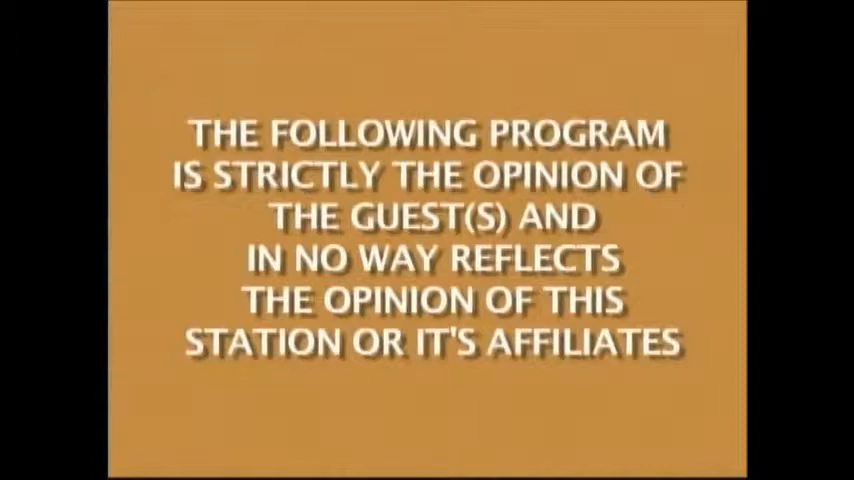 THE FOLLOWING PROGRAM
IS STRICTLY THE OPINION OF
THE GUEST(S) AND
IN NO WAY REFLECTS
THE OPINION OF THIS
STATION OR IT'S AFFILIATES